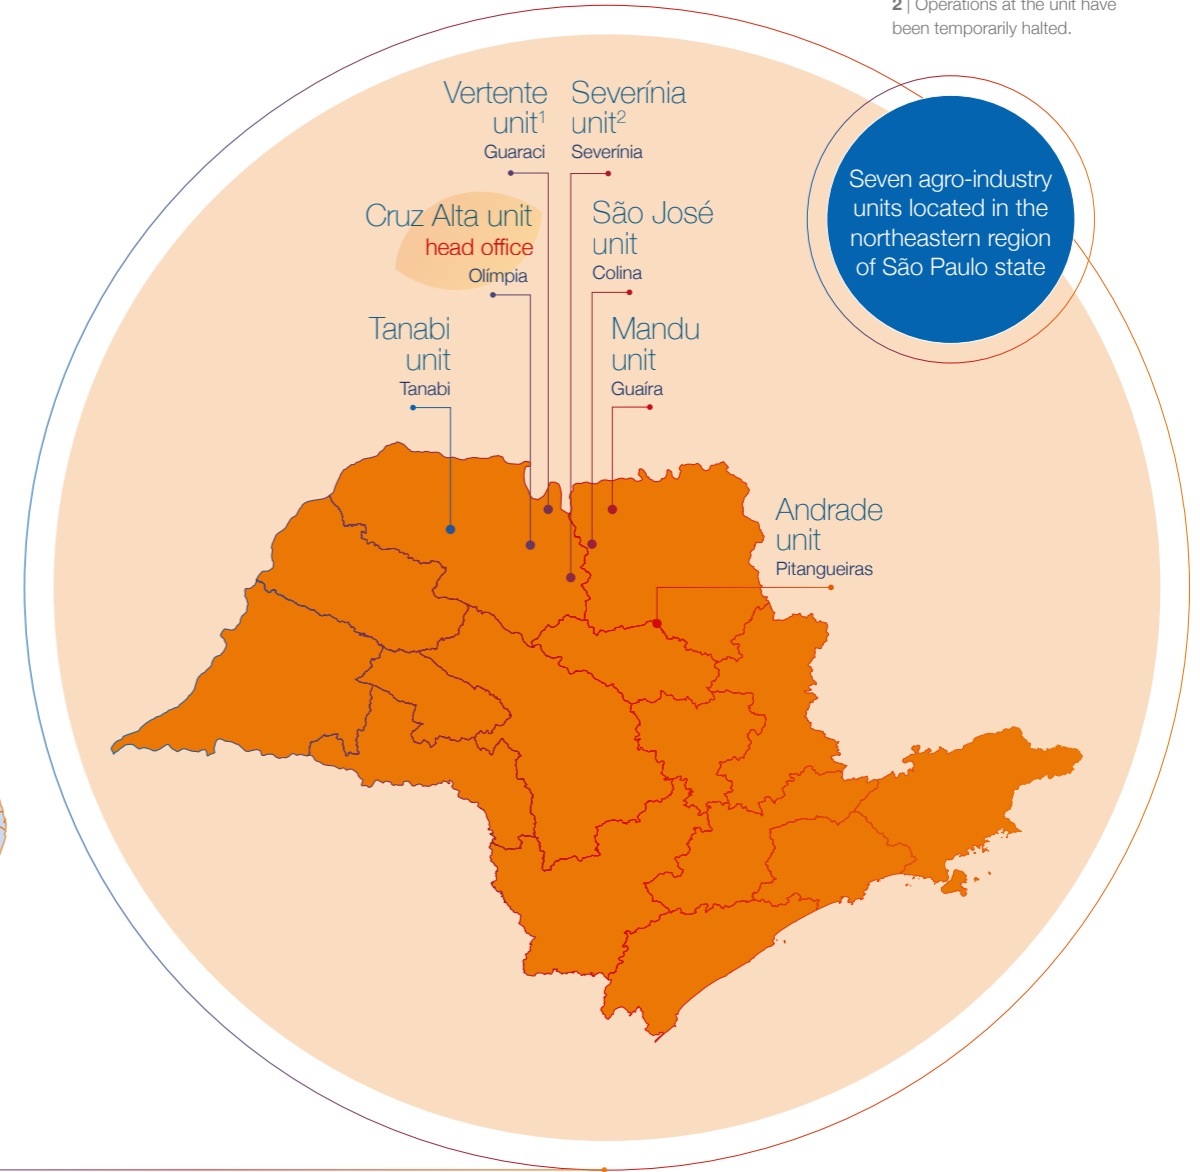 2 | Operations at the unit have
been temporarily halted.
Vertente
unit¹
Guaraci
Severínia
unit²
Severínia
Seven agro-industry
units located in the
northeastern region
of São Paulo state
Cruz Alta unit
head office
Olímpia
São José
unit
Colina
Tanabi
unit
Tanabi
Mandu
unit
Guaíra
Andrade
unit
Pitangueiras